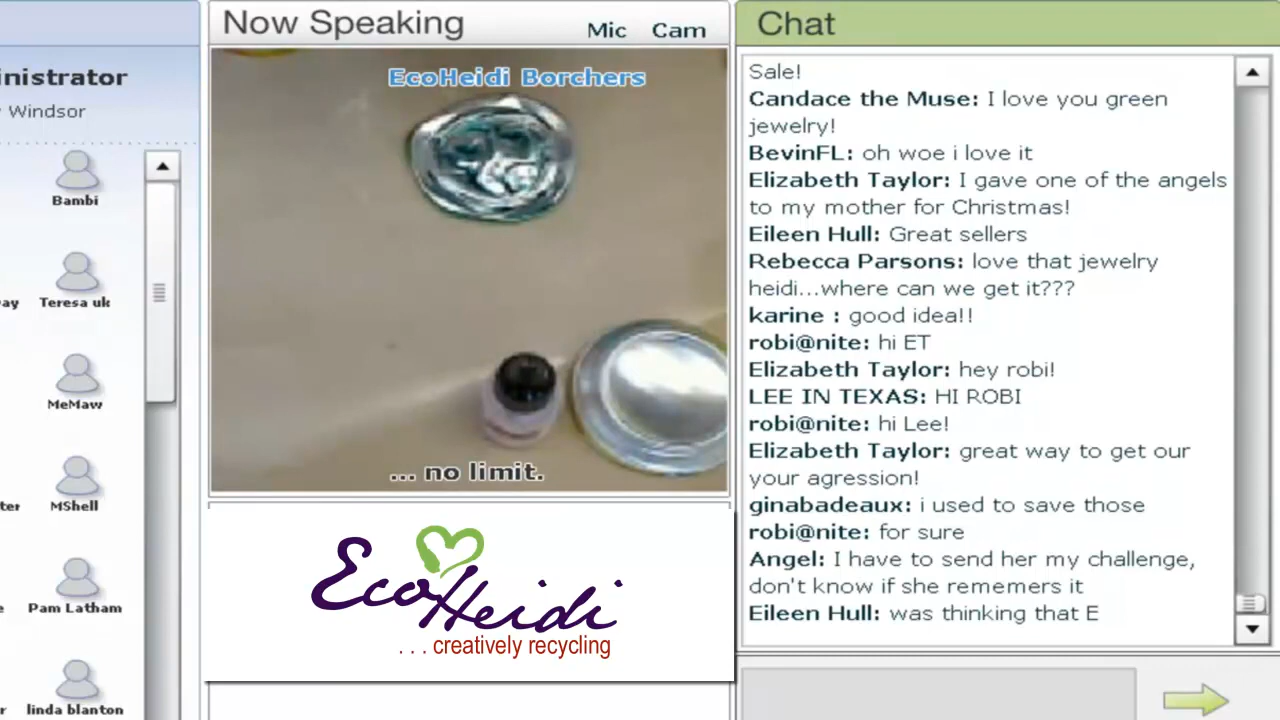 inistrator
Windsor
Bambi
ay
Teresa uk
MeMaw
ter
MShell
e
Pam Latham
r
linda blanton
Now Speaking
Mic
Cam
EcoHeidi Borchers
... no limit.
EcoHeidi
. . . creatively recycling
Chat
Sale!
Candace the Muse: I love you green
jewelry!
BevinFL: oh woe i love it
Elizabeth Taylor: I gave one of the angels
to my mother for Christmas!
Eileen Hull: Great sellers
Rebecca Parsons: love that jewelry
heidi...where can we get it???
karine : good idea!!
robi@nite: hi ET
Elizabeth Taylor: hey robi!
LEE IN TEXAS: HI ROBI
robi@nite: hi Lee!
Elizabeth Taylor: great way to get our
your agression!
ginabadeaux: i used to save those
robi@nite: for sure
Angel: I have to send her my challenge,
don't know if she rememers it
Eileen Hull: was thinking that E